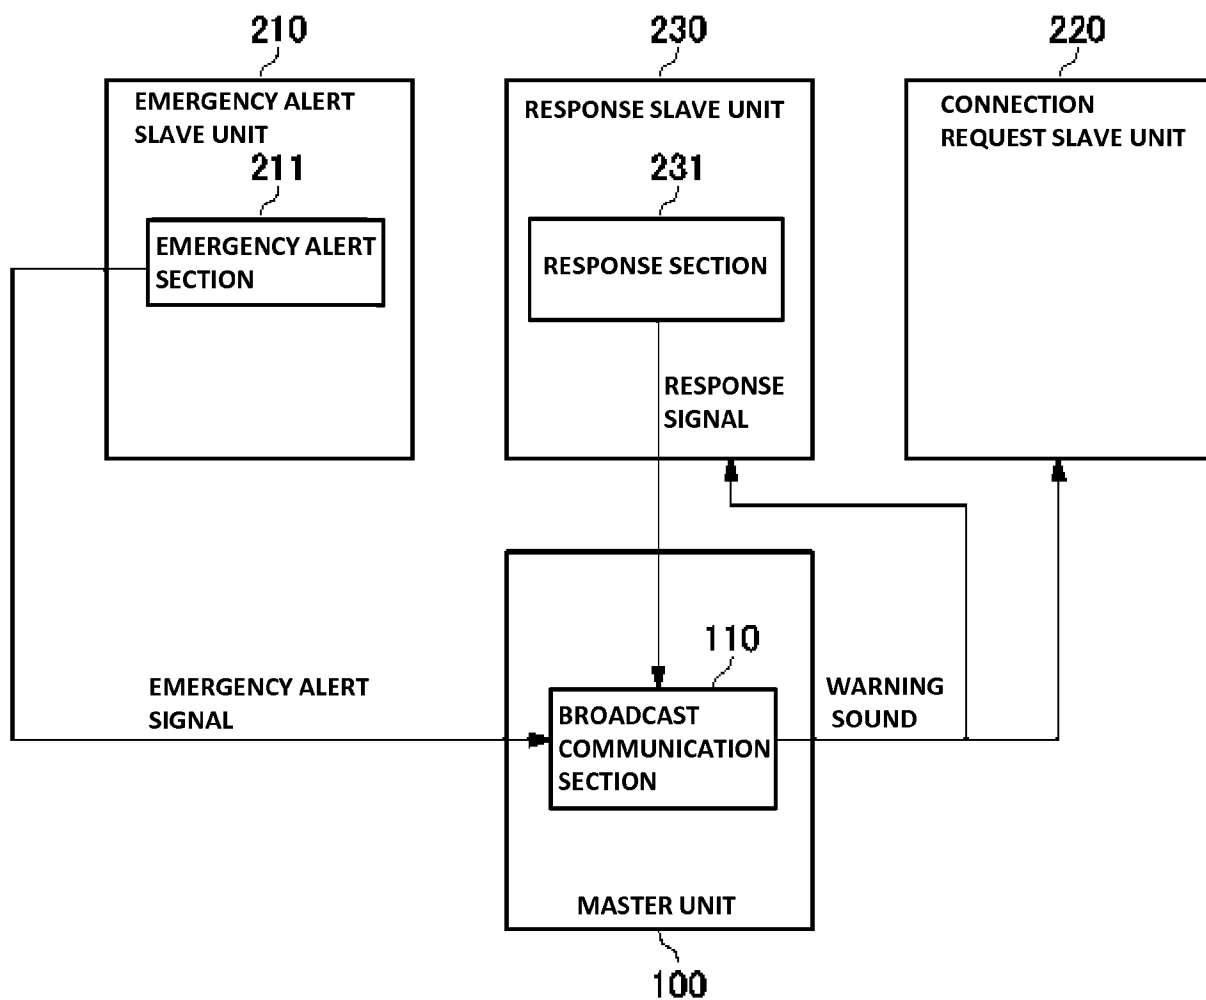 210
230
220
EMERGENCY ALERT
SLAVE UNIT
RESPONSE SLAVE UNIT
CONNECTION
REQUEST SLAVE UNIT
211
231
EMERGENCY ALERT
SECTION
RESPONSE SECTION
RESPONSE
SIGNAL
110
EMERGENCY ALERT
SIGNAL
BROADCAST
COMMUNICATION
SECTION
WARNING
SOUND
MASTER UNIT
100